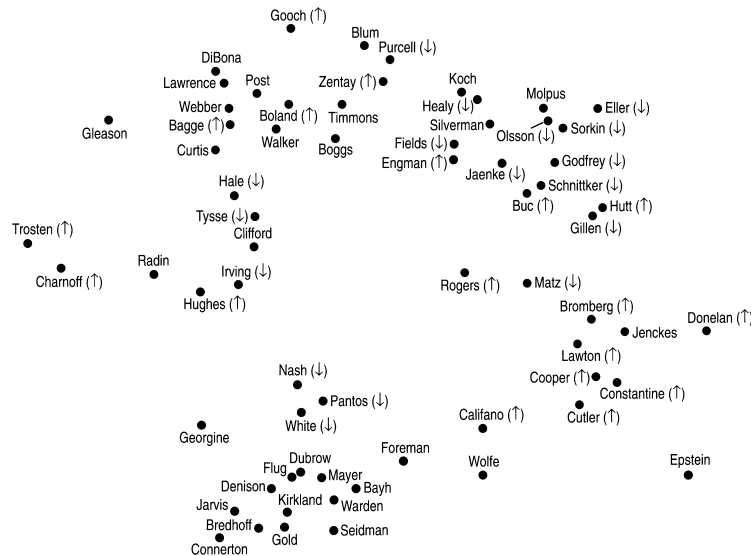 Gooch (↑)
Blum
Purcell (↓)
DiBona
Lawrence
Post
Zentay (↑)
Koch
Molpus
Healy (↓)
Eller (↓)
Webber
Boland (↑)
Timmons
Gleason
Bagge (↑)
Silverman
Olsson (↓)
Sorkin (↓)
Walker
Boggs
Fields (↓)
Curtis
Engman (↑)
Godfrey (↓)
Jaenke (↓)
Hale (↓)
Schnittker (↓)
Buc (↑)
Hutt (↑)
Tysse (↓)
Gillen (↓)
Trosten (↑)
Clifford
Radin
Irving (↓)
Charnoff (↑)
Rogers (↑)
Matz (↓)
Hughes (↑)
Bromberg (↑)
Donelan (↑)
Jenckes
Lawton (↑)
Nash (↓)
Cooper (↑)
Constantine (↑)
Pantos (↓)
White (↓)
Califano (↑)
Cutler (↑)
Georgine
Foreman
Dubrow
Wolfe
Epstein
Flug
Mayer
Denison
Bayh
Kirkland
Jarvis
Warden
Bredhoff
Seidman
Gold
Connerton